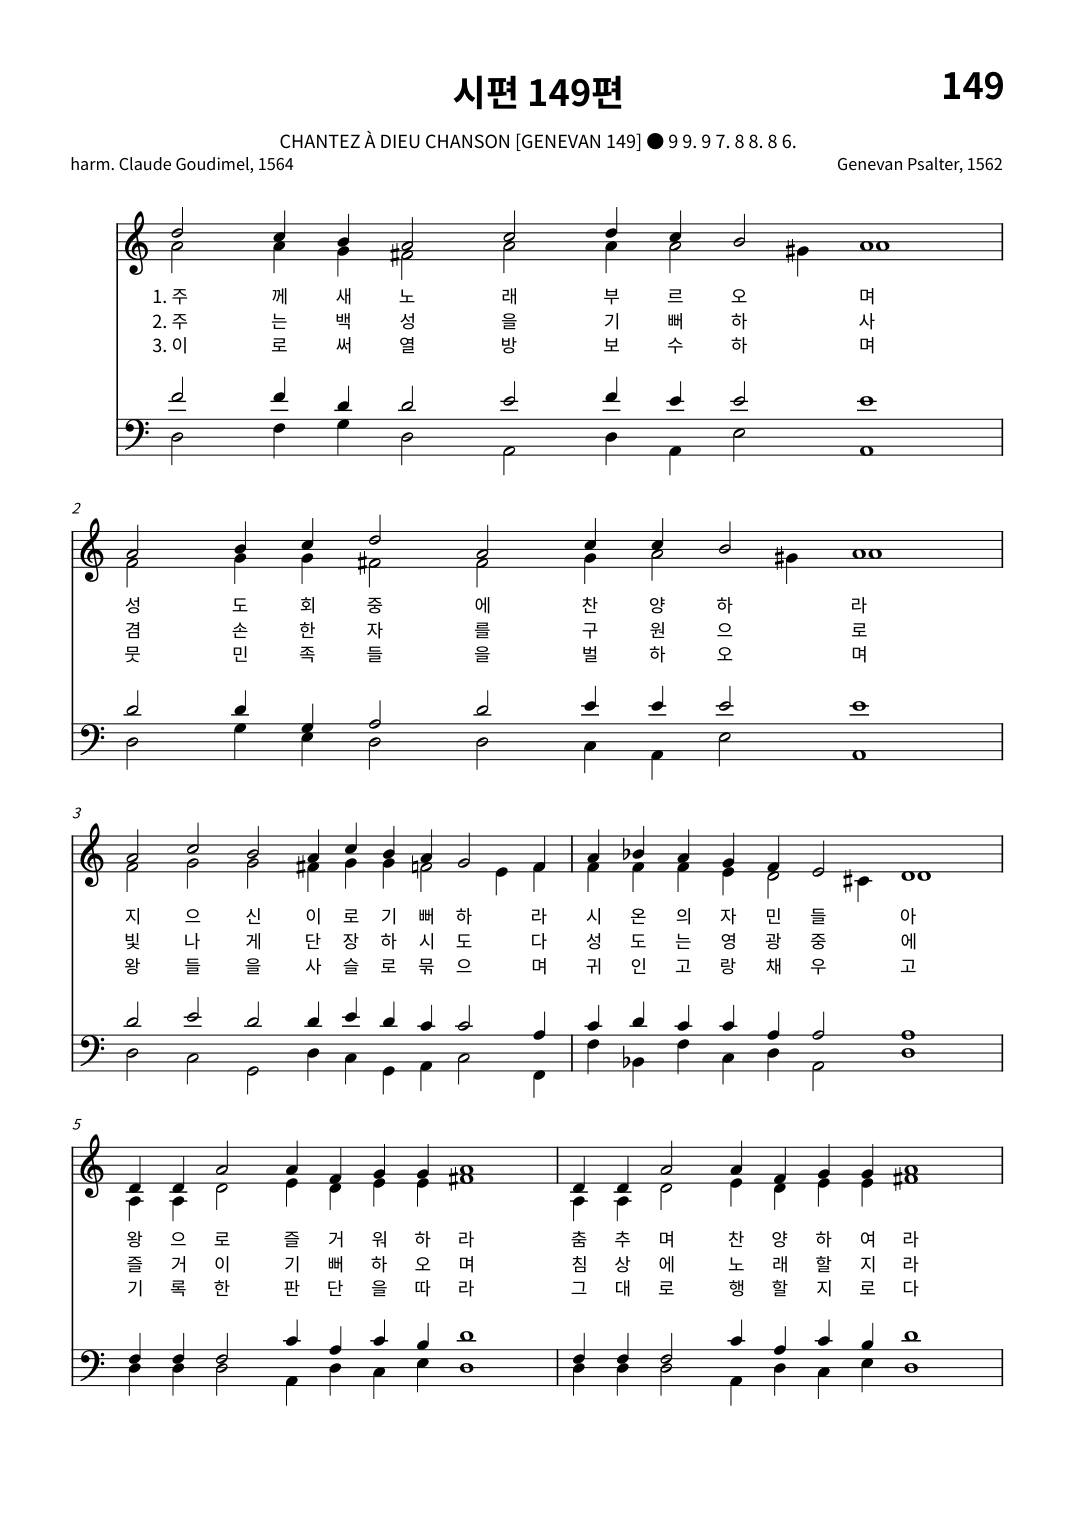 시편 149편
149
CHANTEZ À DIEU CHANSON [GENEVAN 149] ● 9 9. 9 7. 8 8. 8 6.
harm. Claude Goudimel, 1564
Genevan Psalter, 1562
1. 주 께 새 노 래 부 르 오 며
2. 주 는 백 성 을 기 뻐 하 사
3. 이 로 써 열 방 보 수 하 며
2
성 도 회 중 에 찬 양 하 라
겸 손 한 자 를 구 원 으 로
뭇 민 족 들 을 벌 하 오 며
3
지 으 신 이 로 기 뻐 하 라 시 온 의 자 민 들 아
빛 나 게 단 장 하 시 도 다 성 도 는 영 광 중 에
왕 들 을 사 슬 로 묶 으 며 귀 인 고 랑 채 우 고
5
왕 으 로 즐 거 워 하 라 춤 추 며 찬 양 하 여 라
즐 거 이 기 뻐 하 오 며 침 상 에 노 래 할 지 라
기 록 한 판 단 을 따 라 그 대 로 행 할 지 로 다